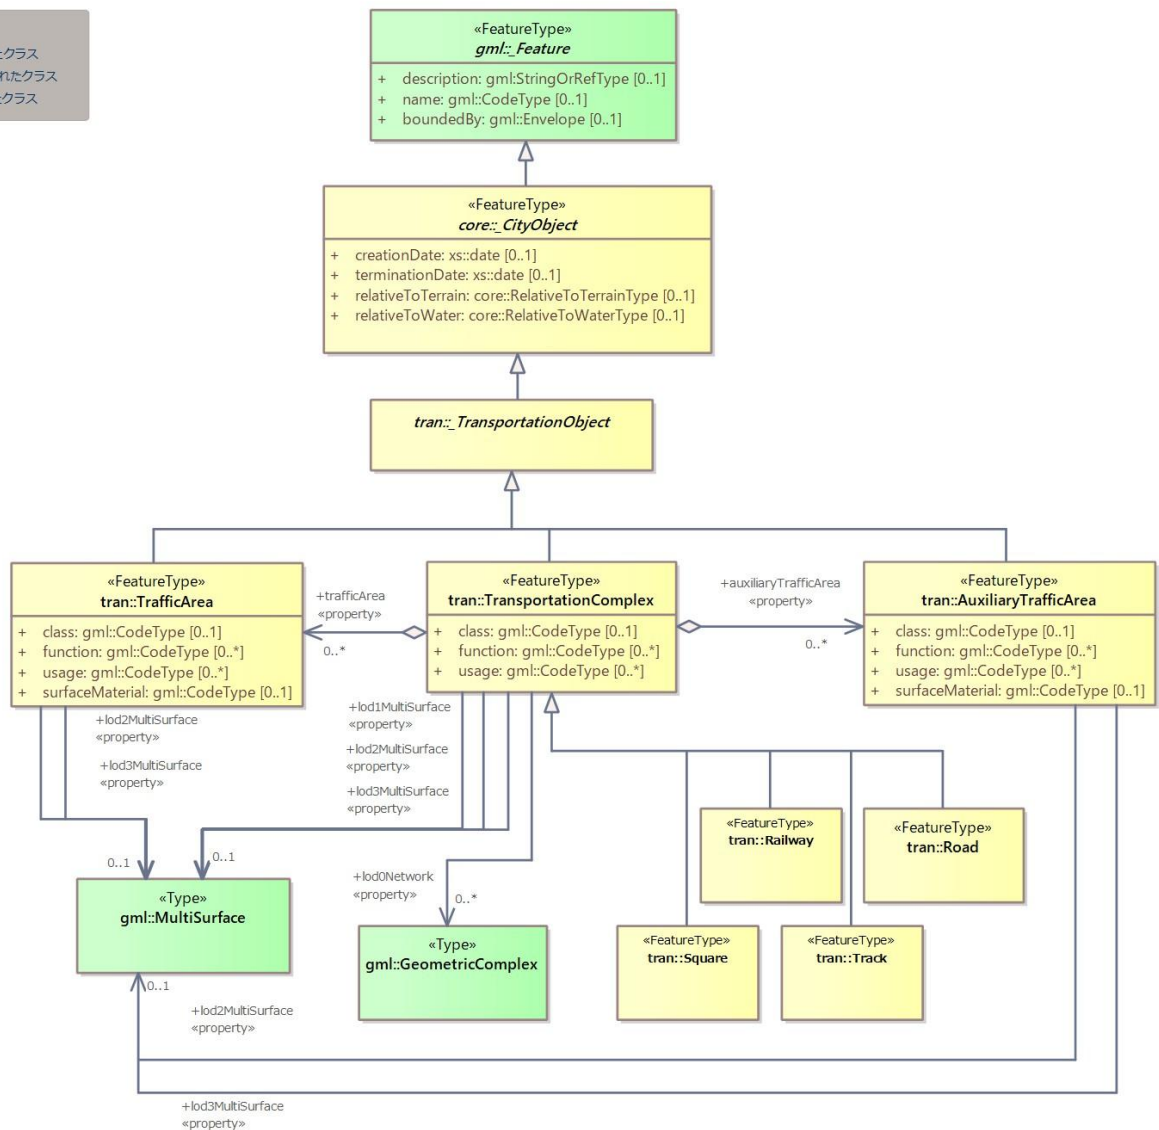 たクラス
れたクラス
たクラス
«FeatureType»
gml::_Feature
+ description: gml:StringOrRefType [0..1]
+ name: gml::CodeType [0..1]
+ boundedBy: gml::Envelope [0..1]
«FeatureType»
core::_CityObject
+ creationDate: xs::date [0..1]
+ terminationDate: xs::date [0..1]
+ relativeToTerrain: core::RelativeToTerrainType [0..1]
+ relativeToWater: core::RelativeToWaterType [0..1]
tran::_TransportationObject
«FeatureType»
tran::TrafficArea
+ class: gml::CodeType [0..1]
+ function: gml::CodeType [0..*]
+ usage: gml::CodeType [0..*]
+ surfaceMaterial: gml::CodeType [0..1]
+trafficArea
«property»
0..*
«FeatureType»
tran::TransportationComplex
+ class: gml::CodeType [0..1]
+ function: gml::CodeType [0..*]
+ usage: gml::CodeType [0..*]
+auxiliaryTrafficArea
«property»
0..*
«FeatureType»
tran::AuxiliaryTrafficArea
+ class: gml::CodeType [0..1]
+ function: gml::CodeType [0..*]
+ usage: gml::CodeType [0..*]
+ surfaceMaterial: gml::CodeType [0..1]
+lod2MultiSurface
«property»
+lod3MultiSurface
«property»
+lod1MultiSurface
«property»
+lod2MultiSurface
«property»
+lod3MultiSurface
«property»
0..1
0..1
«Type»
gml::MultiSurface
+lod0Network
«property»
0..*
«Type»
gml::GeometricComplex
«FeatureType»
tran::Railway
«FeatureType»
tran::Road
«FeatureType»
tran::Square
«FeatureType»
tran::Track
0..1
+lod2MultiSurface
«property»
+lod3MultiSurface
«property»